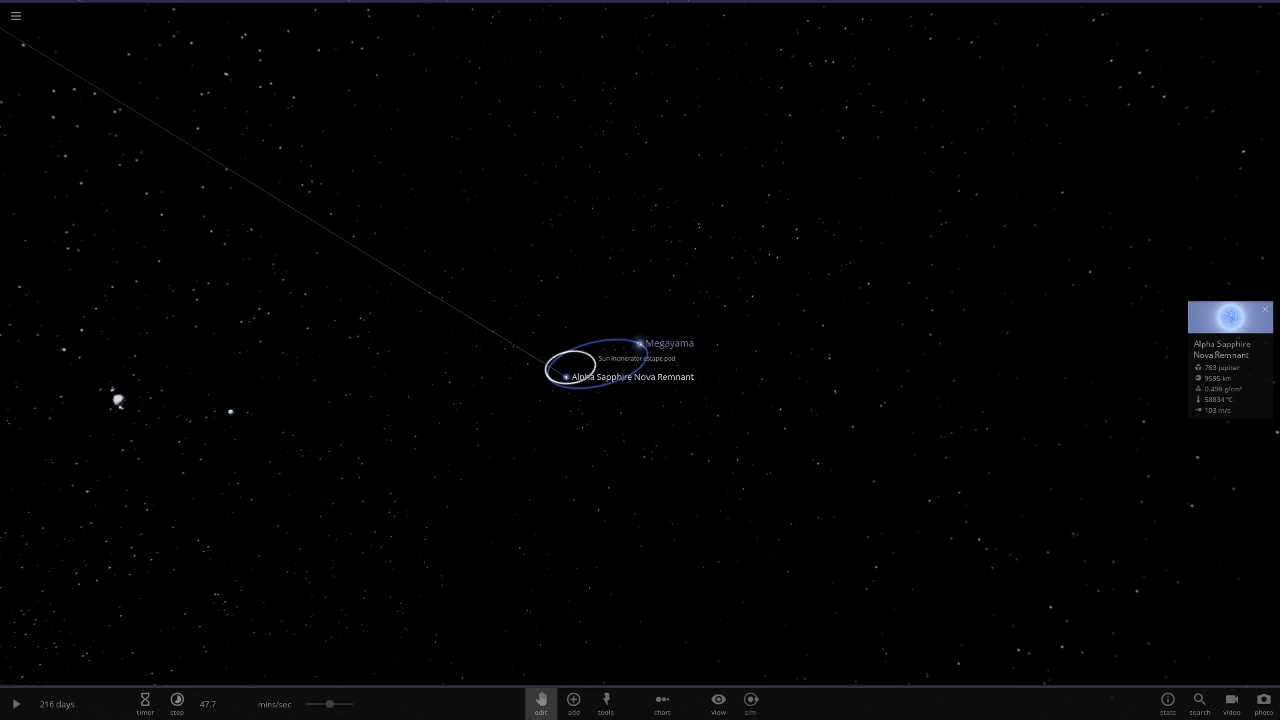 Megayama
Sun incinerator escape pod
Alpha Sapphire Nova Remnant
Alpha Sapphire
Nova Remnant
763 jupiter
9595 km
0.498 g/cm³
58834 °C
103 m/s
216 days
timer
step
47.7
mins/sec
edit
add
tools
chart
view
sim
stats
search
video
photo